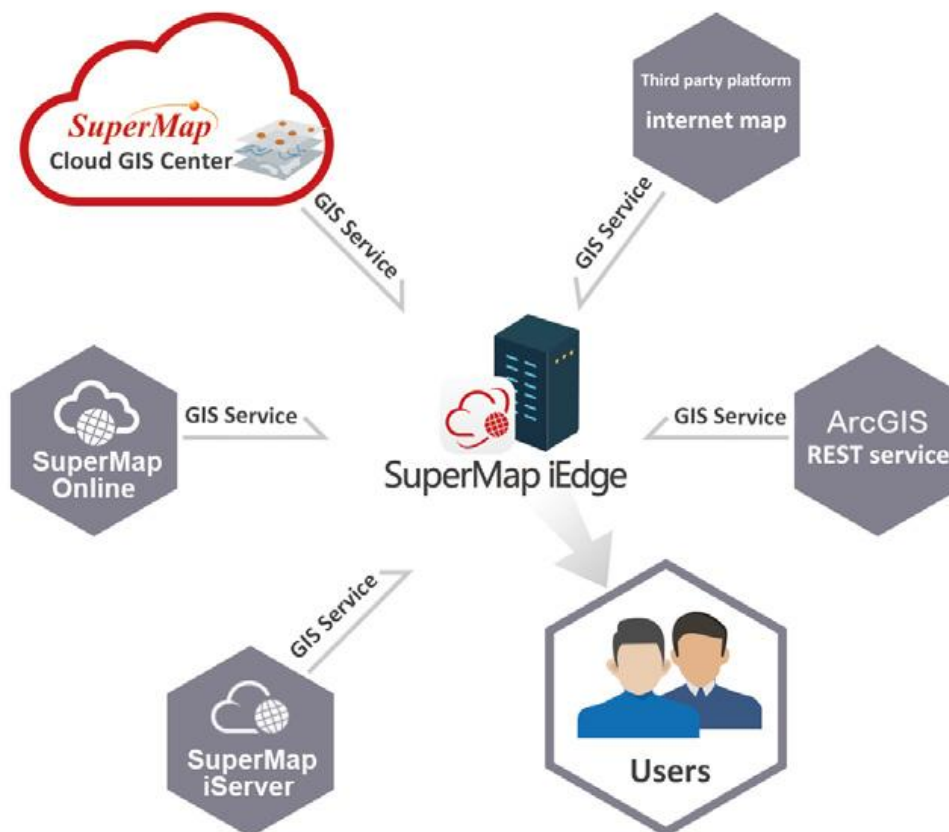 SuperMap
Cloud GIS Center
Third party platform
internet map
GIS Service
GIS Service
SuperMap
Online
GIS Service
SuperMap iEdge
GIS Service
ArcGIS
REST service
GIS Service
SuperMap
iServer
Users